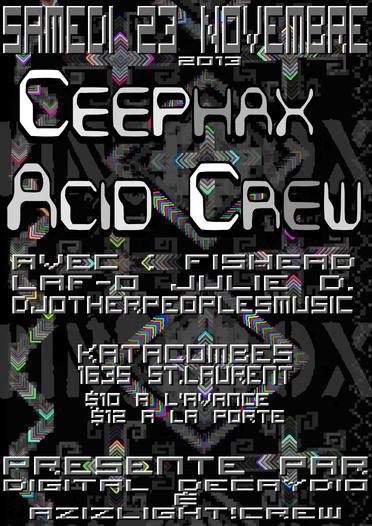 SAMEDI 23 NOVEMBRE
2013
CEEPHAX
ACID CREW
AVEC FISHEAD
LAF-O JULIE D.
DJOTHERPEOPLESMUSIC
KATACOMBES
1635 ST.LAURENT
$10 A L'AVANCE
$12 A LA PORTE
PRESENTE PAR
DIGITAL DECAYDIO
&
AZIZLIGHT!CREW